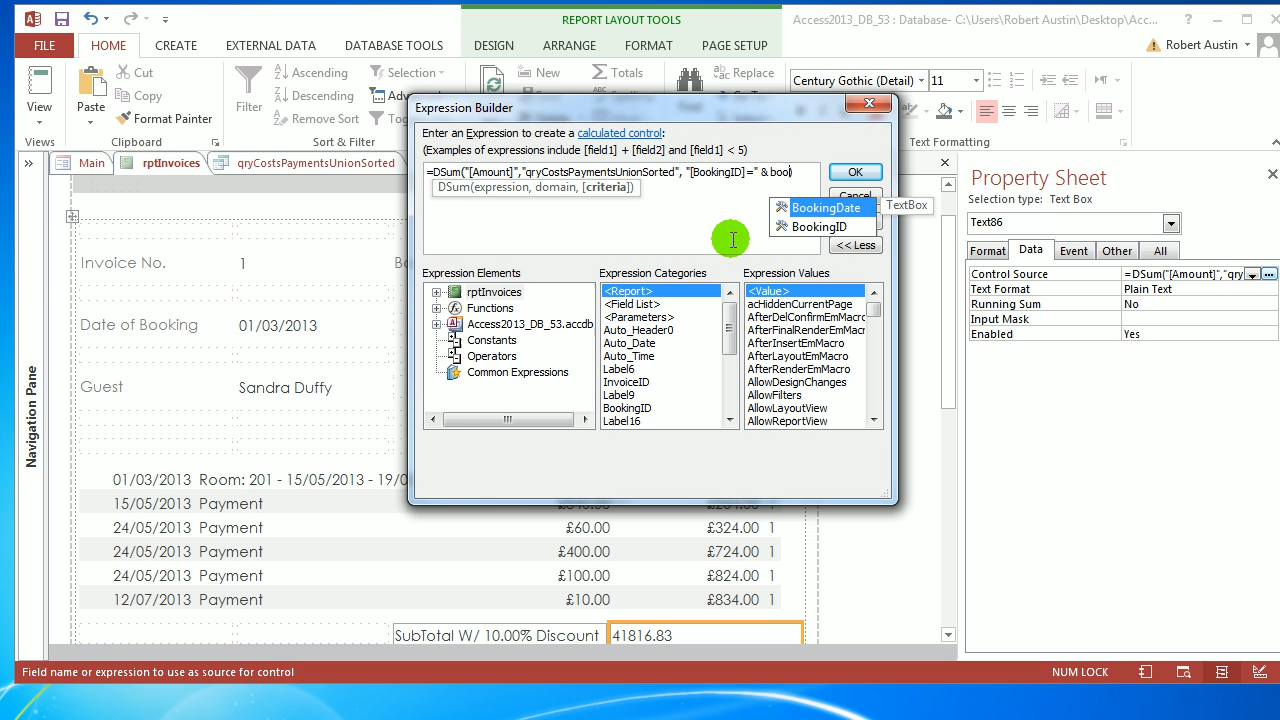 REPORT LAYOUT TOOLS
Access2013_DB_53 : Database- C:\Users\Robert Austin\Desktop\Acc...
FILE HOME CREATE EXTERNAL DATA DATABASE TOOLS DESIGN ARRANGE FORMAT PAGE SETUP Robert Austin
View
Views
Paste
Cut
Copy
Format Painter
Clipboard
Filter
Ascending
Descending
Remove Sort
Selection
Advanced
Sort & Filter
New
Totals
Replace
Century Gothic (Detail) 11
Text Formatting
Main rptInvoices qryCostsPaymentsUnionSorted
Navigation Pane
Invoice No. 1
Date of Booking 01/03/2013
Guest Sandra Duffy
01/03/2013 Room: 201 - 15/05/2013 - 19/0
15/05/2013 Payment
24/05/2013 Payment £60.00 £324.00 1
24/05/2013 Payment £400.00 £724.00 1
24/05/2013 Payment £100.00 £824.00 1
12/07/2013 Payment £10.00 £834.00 1
SubTotal W/ 10.00% Discount 41816.83
Expression Builder
Enter an Expression to create a calculated control:
(Examples of expressions include [field1] + [field2] and [field1] < 5)
=DSum("[Amount]","qryCostsPaymentsUnionSorted", "[BookingID]=" & boo
DSum(expression, domain, [criteria])
OK
Cancel
<< Less
BookingDate
BookingID
TextBox
Expression Elements
rptInvoices
Functions
Access2013_DB_53.accdb
Constants
Operators
Common Expressions
Expression Categories
<Report>
<Field List>
<Parameters>
Auto_Header0
Auto_Date
Auto_Time
Label6
InvoiceID
Label9
BookingID
Label16
Expression Values
<Value>
acHiddenCurrentPage
AfterDelConfirmEmMacro
AfterFinalRenderEmMacr
AfterInsertEmMacro
AfterLayoutEmMacro
AfterRenderEmMacro
AllowDesignChanges
AllowFilters
AllowLayoutView
AllowReportView
Property Sheet
Selection type: Text Box
Text86
Format Data Event Other All
Control Source =DSum("[Amount]","qry
Text Format Plain Text
Running Sum No
Input Mask
Enabled Yes
Field name or expression to use as source for control
NUM LOCK